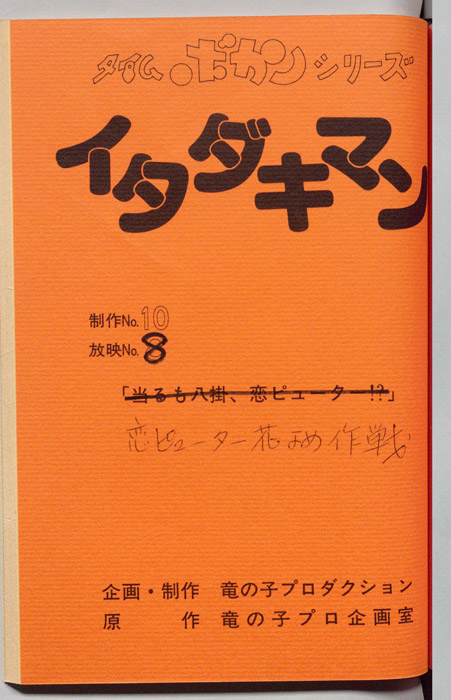 タイムボカンシリーズ
イタダキマン
制作No.10
放映No.8
「当るも八掛、恋ピューター!?」
恋ピューター花よめ作戦
企画・制作 竜の子プロダクション
原 作 竜の子プロ企画室